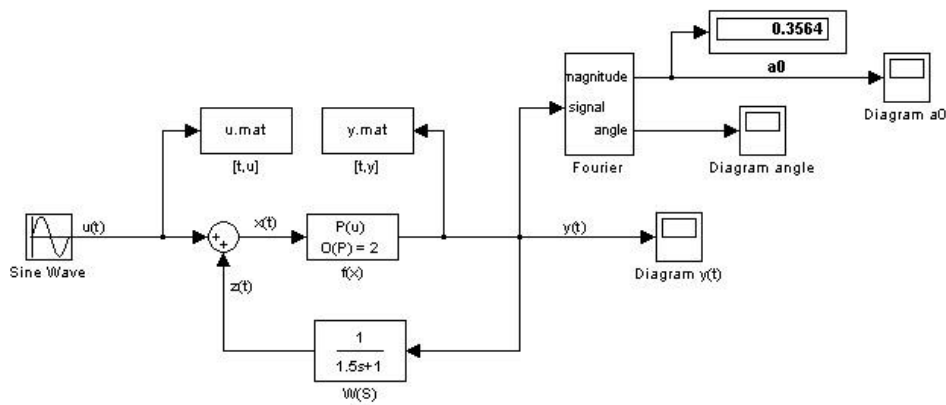 0.3564
a0
Diagram a0
magnitude
signal
angle
Fourier
Diagram angle
u.mat
[t,u]
y.mat
[t,y]
Sine Wave
u(t)
+
+
x(t)
P(u)
O(P) = 2
f(x)
y(t)
Diagram y(t)
z(t)
1
1.5s+1
W(S)